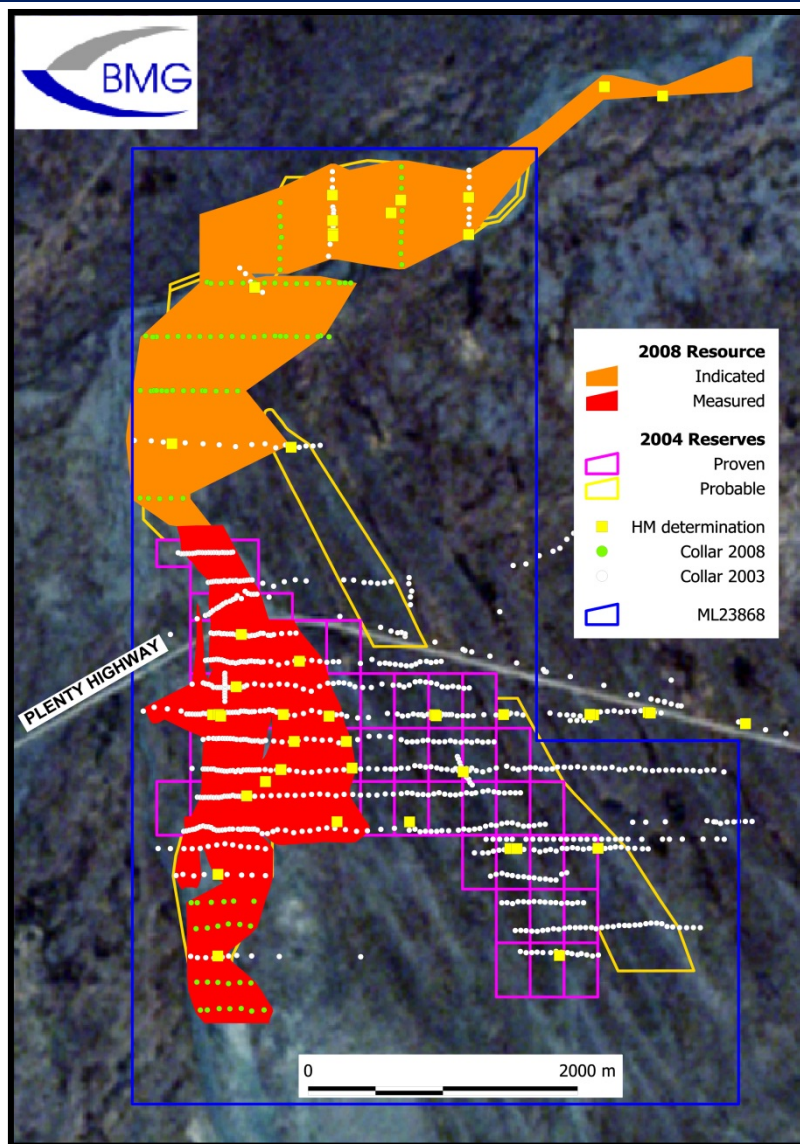 BMG
2008 Resource
Indicated
Measured
2004 Reserves
Proven
Probable
HM determination
Collar 2008
Collar 2003
ML23868
PLENTY HIGHWAY
0 2000 m